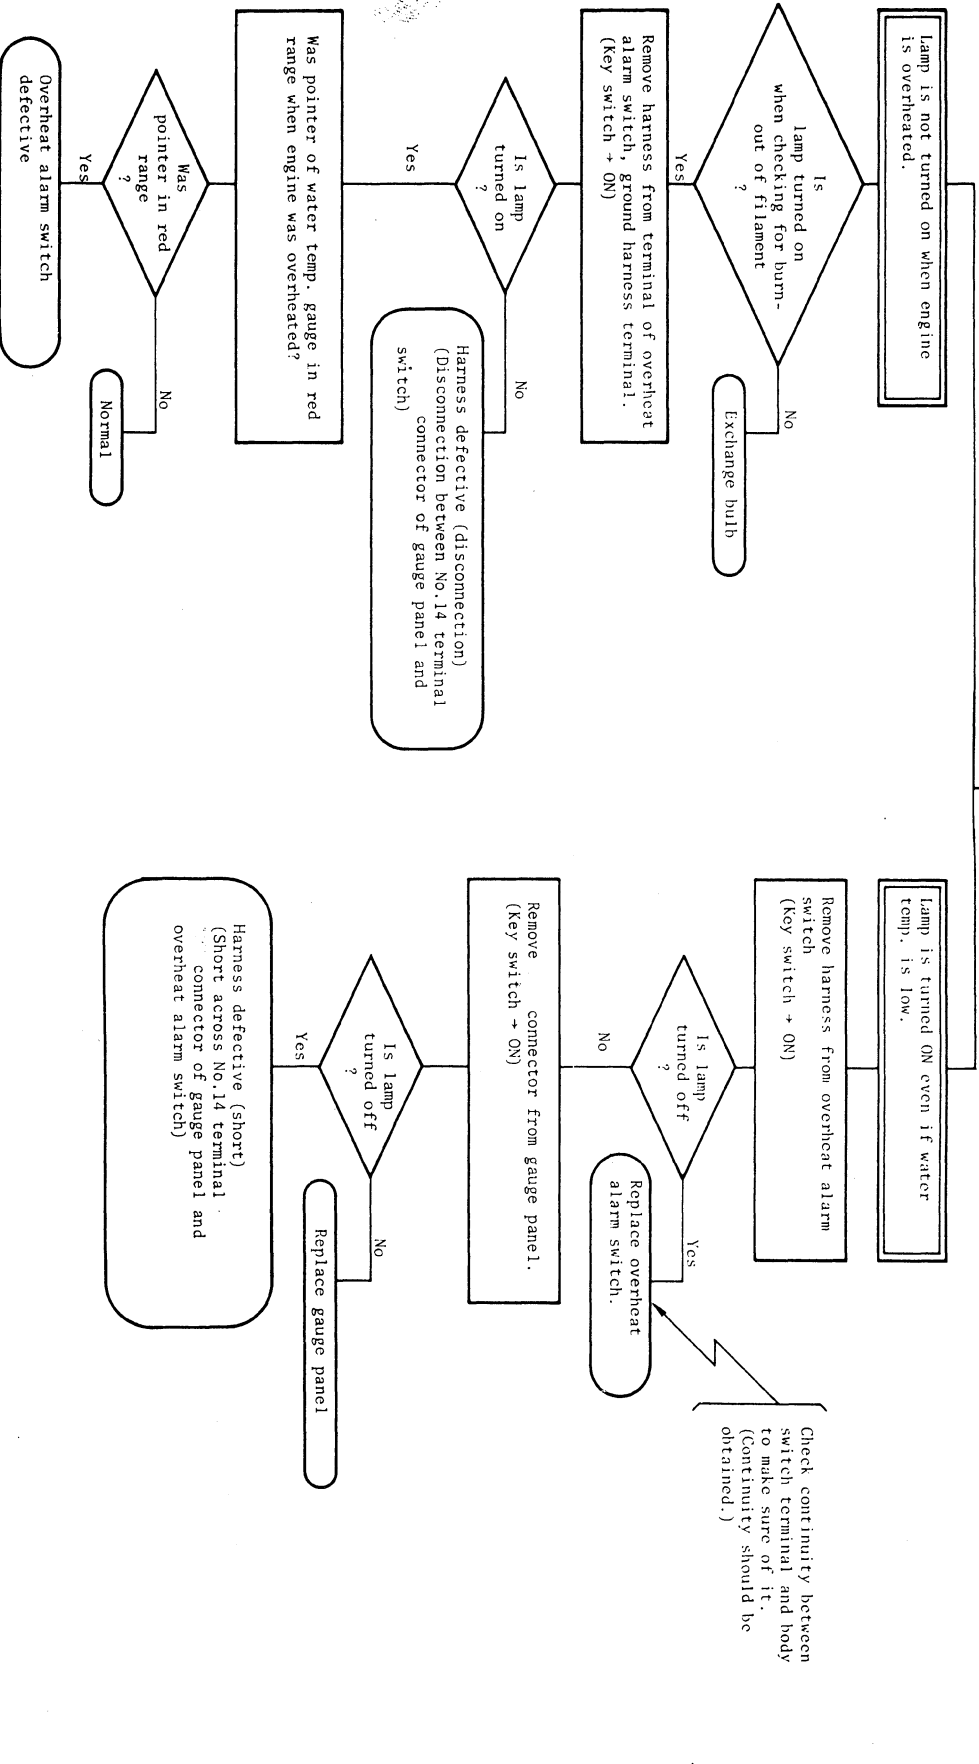 Lamp is not turned on when engine
is overheated.
Is
lamp turned on
when checking for burn-
out of filament
?
No
Exchange bulb
Yes
Remove harness from terminal of overheat
alarm switch, ground harness terminal.
(Key switch → ON)
Is lamp
turned on
?
No
Harness defective (disconnection)
(Disconnection between No.14 terminal
connector of gauge panel and
switch)
Yes
Was pointer of water temp. gauge in red
range when engine was overheated?
Was
pointer in red
range
?
No
Normal
Yes
Overheat alarm switch
defective
Lamp is turned ON even if water
temp. is low.
Remove harness from overheat alarm
switch
(Key switch → ON)
Is lamp
turned off
?
Yes
Replace overheat
alarm switch.
Check continuity between
switch terminal and body
to make sure of it.
(Continuity should be
obtained.)
No
Remove connector from gauge panel.
(Key switch → ON)
Is lamp
turned off
?
No
Replace gauge panel
Yes
Harness defective (short)
(Short across No.14 terminal
connector of gauge panel and
overheat alarm switch)